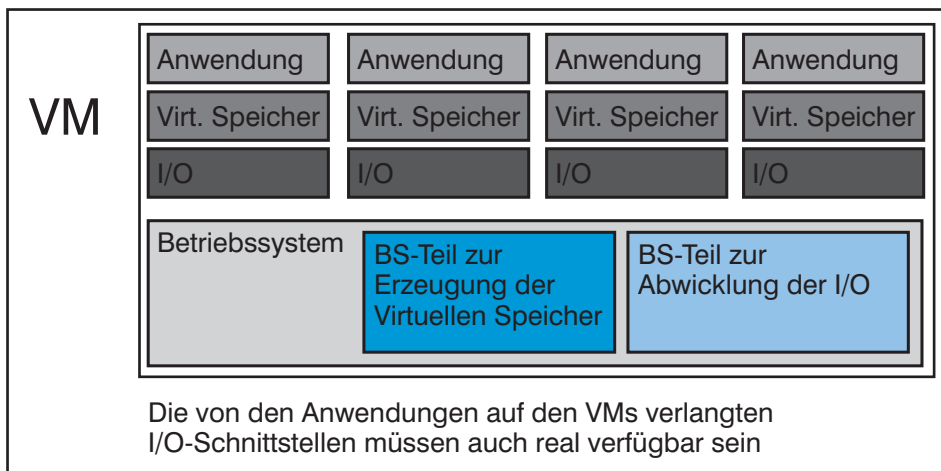 Anwendung Anwendung Anwendung Anwendung
VM
Virt. Speicher Virt. Speicher Virt. Speicher Virt. Speicher
I/O I/O I/O I/O
Betriebssystem
BS-Teil zur
Erzeugung der
Virtuellen Speicher
BS-Teil zur
Abwicklung der I/O
Die von den Anwendungen auf den VMs verlangten
I/O-Schnittstellen müssen auch real verfügbar sein